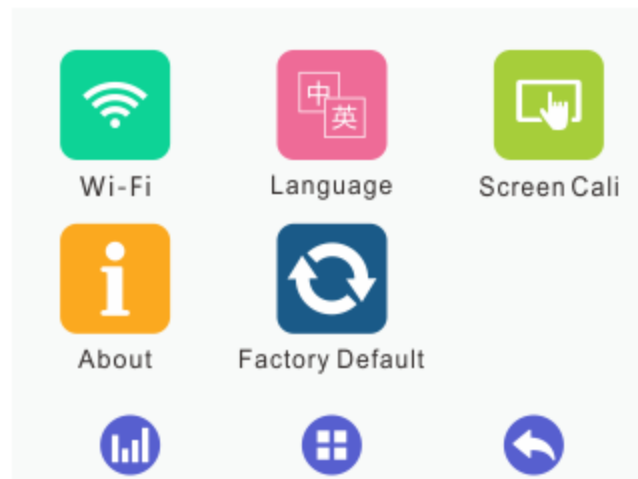 中
英
Wi-Fi Language Screen Cali
About Factory Default